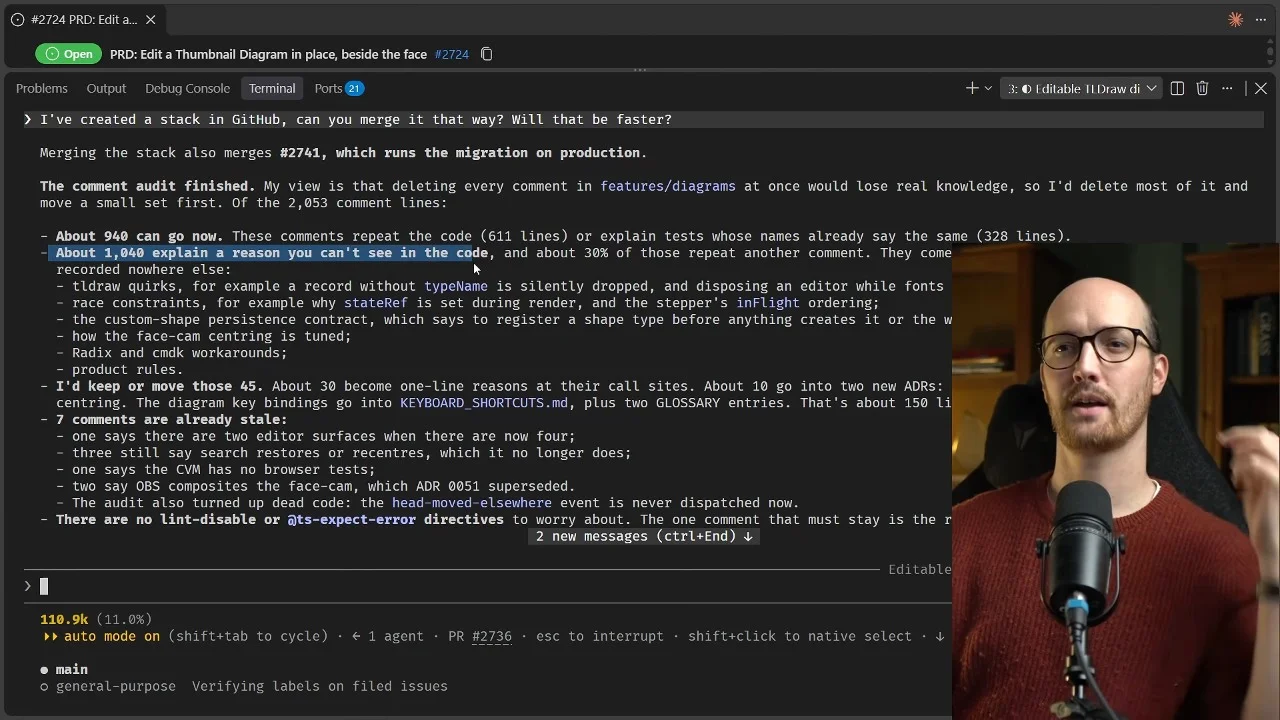 #2724 PRD: Edit a...
Open PRD: Edit a Thumbnail Diagram in place, beside the face #2724
Problems Output Debug Console Terminal Ports 21 3: Editable TLDraw di
❯ I've created a stack in GitHub, can you merge it that way? Will that be faster?
Merging the stack also merges #2741, which runs the migration on production.
The comment audit finished. My view is that deleting every comment in features/diagrams at once would lose real knowledge, so I'd delete most of it and
move a small set first. Of the 2,053 comment lines:
- About 940 can go now. These comments repeat the code (611 lines) or explain tests whose names already say the same (328 lines).
- About 1,040 explain a reason you can't see in the code, and about 30% of those repeat another comment. They come
recorded nowhere else:
- tldraw quirks, for example a record without typeName is silently dropped, and disposing an editor while fonts
- race constraints, for example why stateRef is set during render, and the stepper's inFlight ordering;
- the custom-shape persistence contract, which says to register a shape type before anything creates it or the w
- how the face-cam centring is tuned;
- Radix and cmdk workarounds;
- product rules.
- I'd keep or move those 45. About 30 become one-line reasons at their call sites. About 10 go into two new ADRs:
centring. The diagram key bindings go into KEYBOARD_SHORTCUTS.md, plus two GLOSSARY entries. That's about 150 li
- 7 comments are already stale:
- one says there are two editor surfaces when there are now four;
- three still say search restores or recentres, which it no longer does;
- one says the CVM has no browser tests;
- two say OBS composites the face-cam, which ADR 0051 superseded.
- The audit also turned up dead code: the head-moved-elsewhere event is never dispatched now.
- There are no lint-disable or @ts-expect-error directives to worry about. The one comment that must stay is the r
2 new messages (ctrl+End) ↓
Editable
❯
110.9k (11.0%)
⏵⏵ auto mode on (shift+tab to cycle) · ← 1 agent · PR #2736 · esc to interrupt · shift+click to native select · ↓
● main
○ general-purpose Verifying labels on filed issues